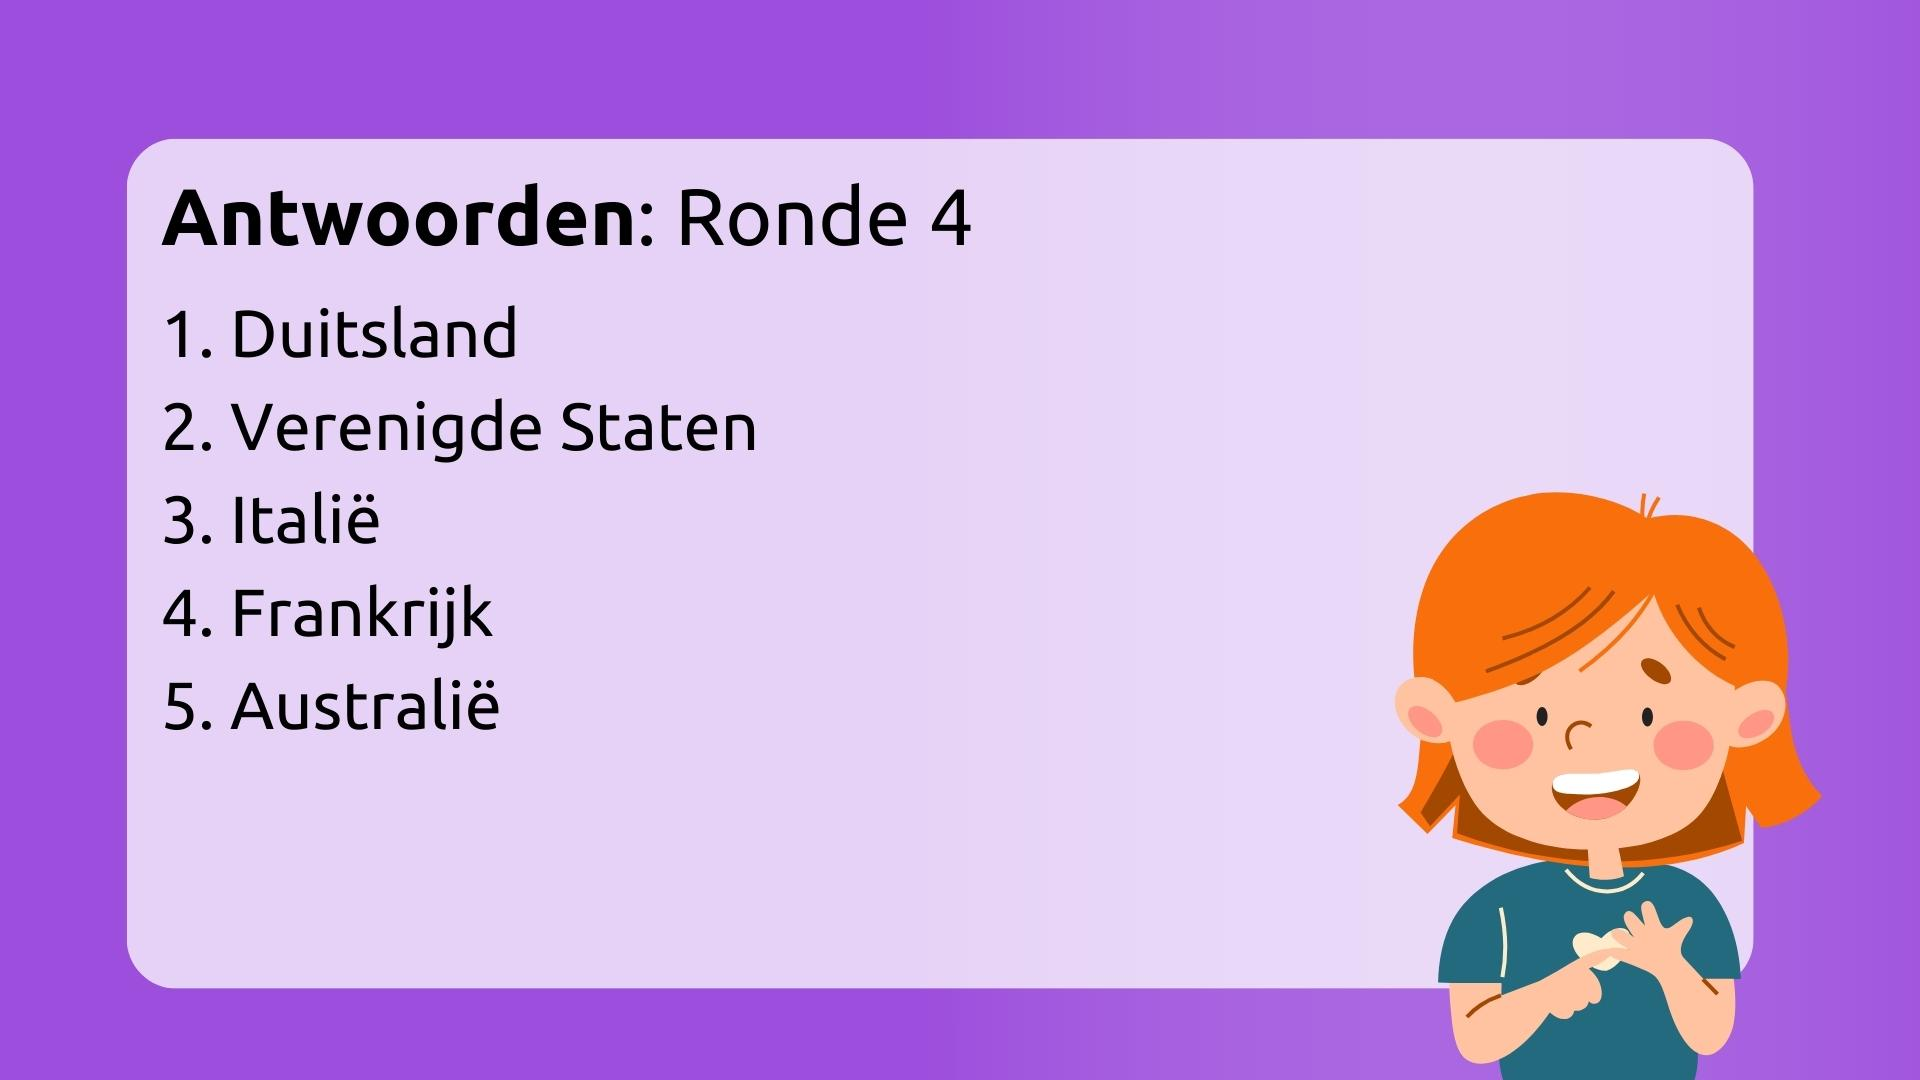 Antwoorden: Ronde 4
1. Duitsland
2. Verenigde Staten
3. Italië
4. Frankrijk
5. Australië